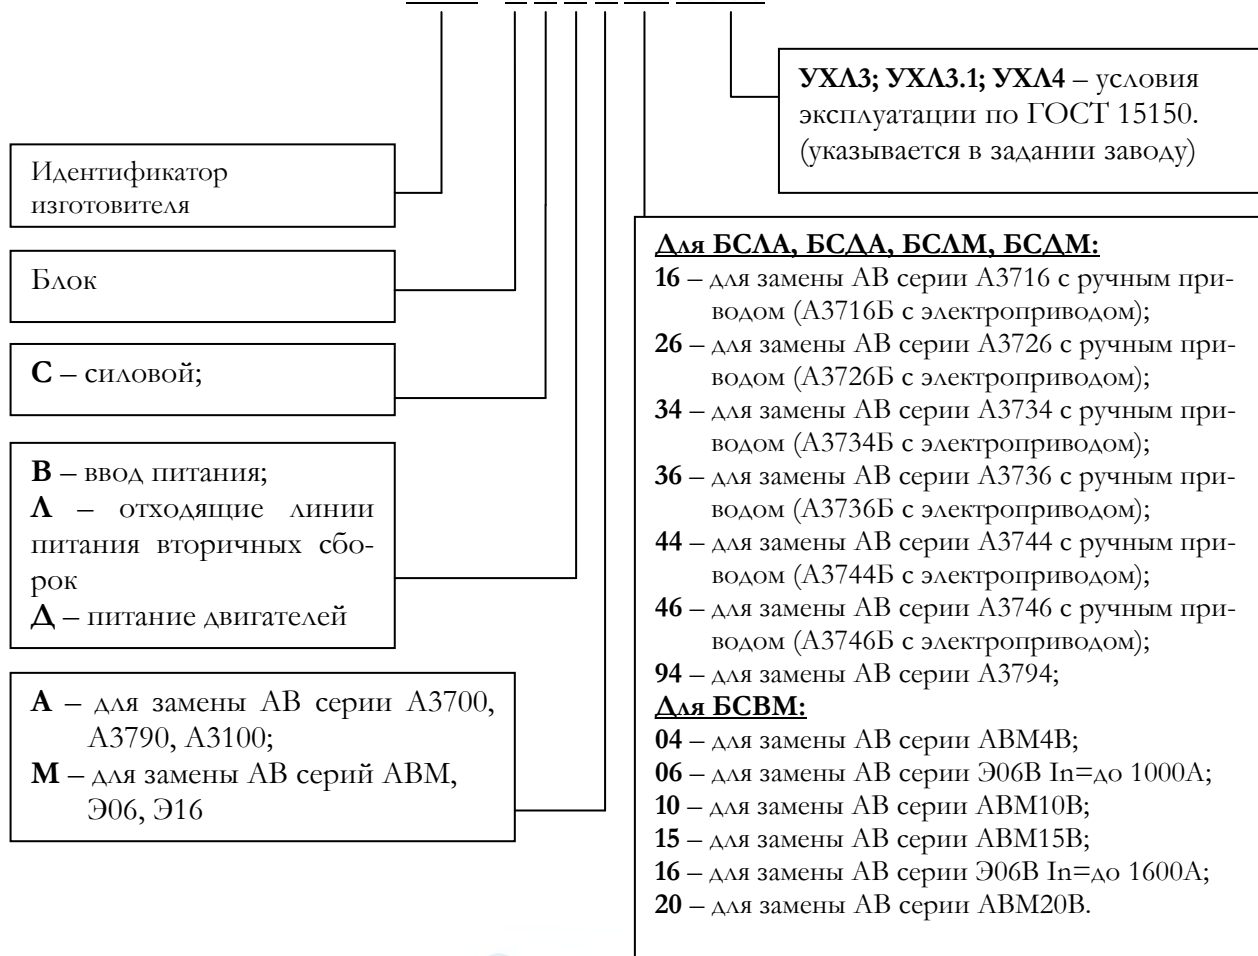 УХЛ3; УХЛ3.1; УХЛ4 – условия
эксплуатации по ГОСТ 15150.
(указывается в задании заводу)
Идентификатор
изготовителя
Блок
С – силовой;
В – ввод питания;
Л – отходящие линии
питания вторичных сбо-
рок
Д – питание двигателей
А – для замены АВ серии А3700,
А3790, А3100;
М – для замены АВ серий АВМ,
Э06, Э16
Для БСЛА, БСДА, БСЛМ, БСДМ:
16 – для замены АВ серии А3716 с ручным при-
водом (А3716Б с электроприводом);
26 – для замены АВ серии А3726 с ручным при-
водом (А3726Б с электроприводом);
34 – для замены АВ серии А3734 с ручным при-
водом (А3734Б с электроприводом);
36 – для замены АВ серии А3736 с ручным при-
водом (А3736Б с электроприводом);
44 – для замены АВ серии А3744 с ручным при-
водом (А3744Б с электроприводом);
46 – для замены АВ серии А3746 с ручным при-
водом (А3746Б с электроприводом);
94 – для замены АВ серии А3794;
Для БСВМ:
04 – для замены АВ серии АВМ4В;
06 – для замены АВ серии Э06В In=до 1000А;
10 – для замены АВ серии АВМ10В;
15 – для замены АВ серии АВМ15В;
16 – для замены АВ серии Э06В In=до 1600А;
20 – для замены АВ серии АВМ20В.